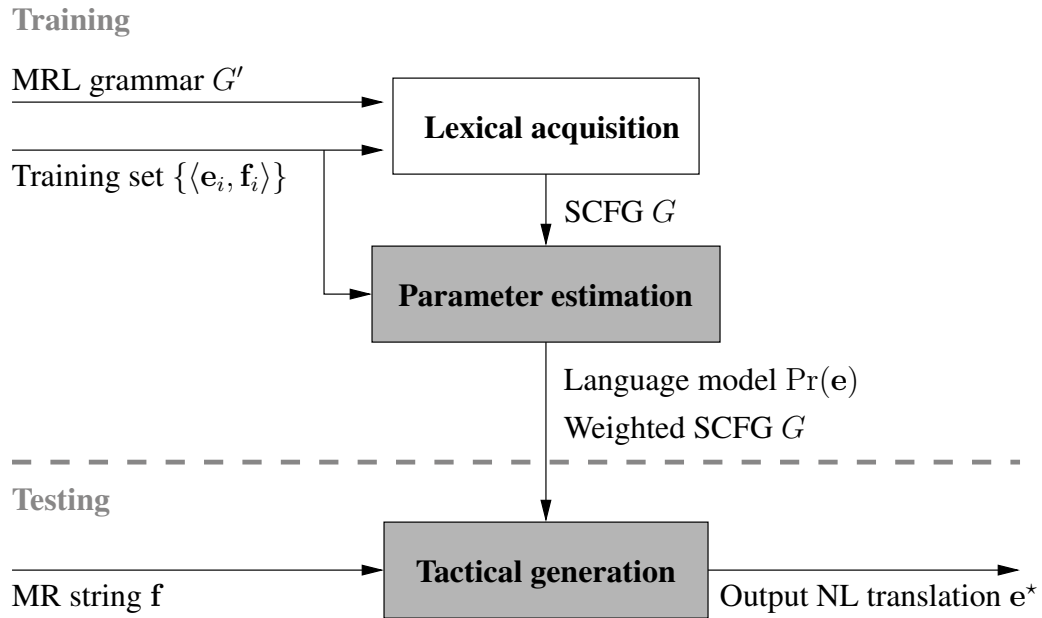 Training
MRL grammar G′
Lexical acquisition
Training set {⟨e_i, f_i⟩}
SCFG G
Parameter estimation
Language model Pr(e)
Weighted SCFG G
Testing
Tactical generation
MR string f
Output NL translation e⋆